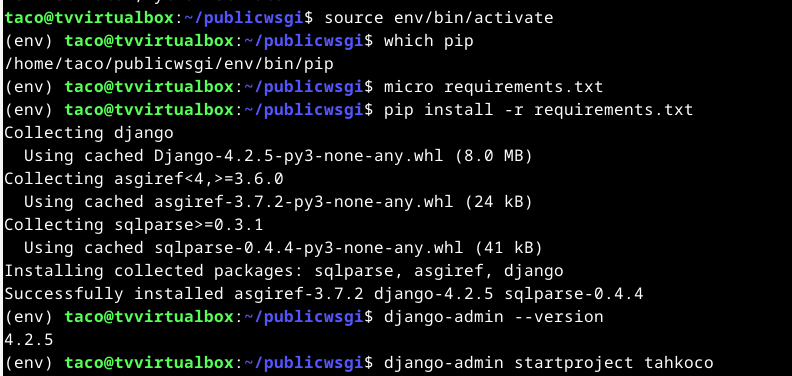 taco@tvvirtualbox:~/publicwsgi$ source env/bin/activate
(env) taco@tvvirtualbox:~/publicwsgi$ which pip
/home/taco/publicwsgi/env/bin/pip
(env) taco@tvvirtualbox:~/publicwsgi$ micro requirements.txt
(env) taco@tvvirtualbox:~/publicwsgi$ pip install -r requirements.txt
Collecting django
  Using cached Django-4.2.5-py3-none-any.whl (8.0 MB)
Collecting asgiref<4,>=3.6.0
  Using cached asgiref-3.7.2-py3-none-any.whl (24 kB)
Collecting sqlparse>=0.3.1
  Using cached sqlparse-0.4.4-py3-none-any.whl (41 kB)
Installing collected packages: sqlparse, asgiref, django
Successfully installed asgiref-3.7.2 django-4.2.5 sqlparse-0.4.4
(env) taco@tvvirtualbox:~/publicwsgi$ django-admin --version
4.2.5
(env) taco@tvvirtualbox:~/publicwsgi$ django-admin startproject tahkoco